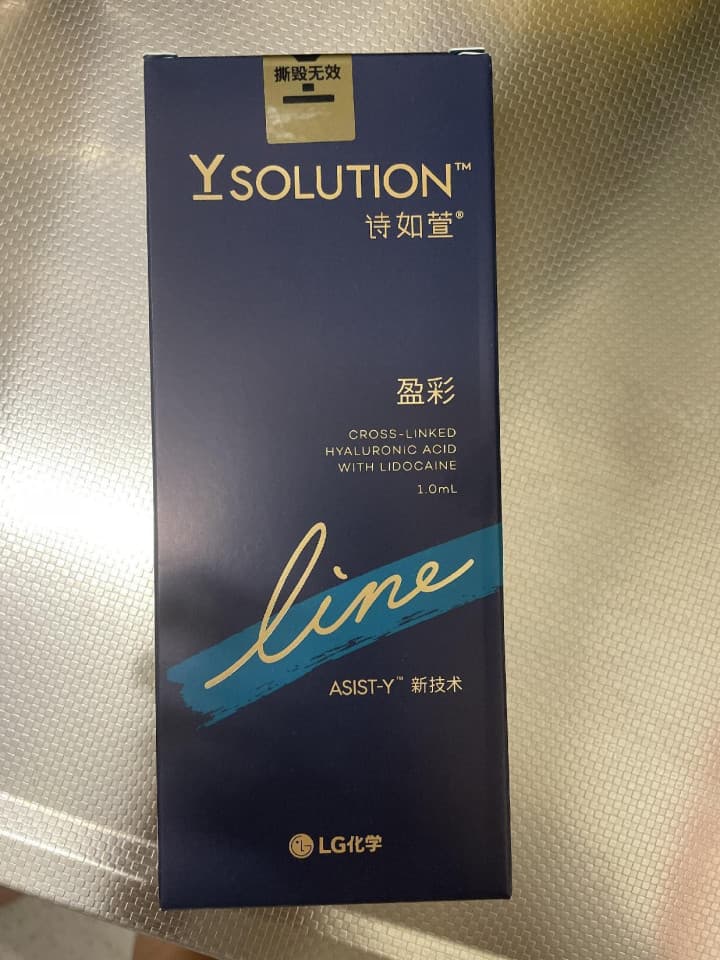 撕毁无效
YSOLUTION™
诗如萱®
盈彩
CROSS-LINKED
HYALURONIC ACID
WITH LIDOCAINE
1.0mL
line
ASIST-Y™ 新技术
LG化学